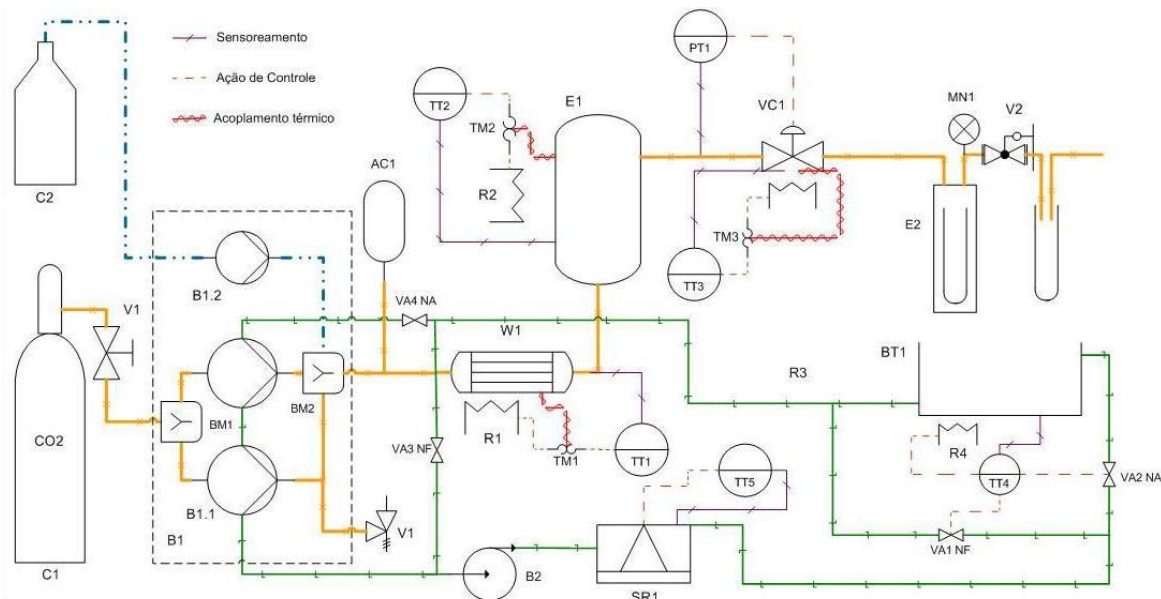 Sensoreamento
Ação de Controle
Acoplamento térmico
C2
TT2
TM2
R2
E1
PT1
VC1
MN1
V2
AC1
TM3
TT3
E2
B1.2
V1
VA4 NA
W1
BT1
R3
CO2
BM1
BM2
VA3 NF
R1
TM1
TT1
R4
TT4
VA2 NA
TT5
B1.1
V1
B1
VA1 NF
B2
C1
SR1